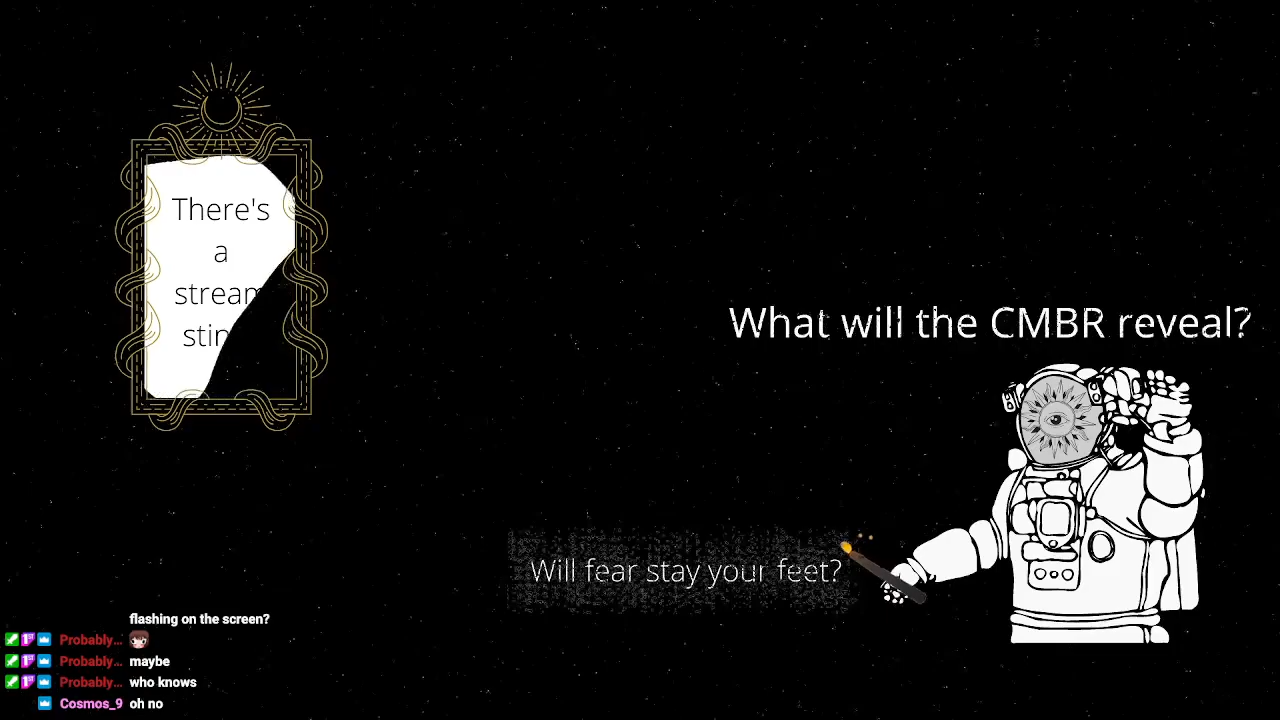 There's
a
stream
What will the CMBR reveal?
Will fear stay your feet?
flashing on the screen?
Probably...
Probably... maybe
Probably... who knows
Cosmos_9 oh no